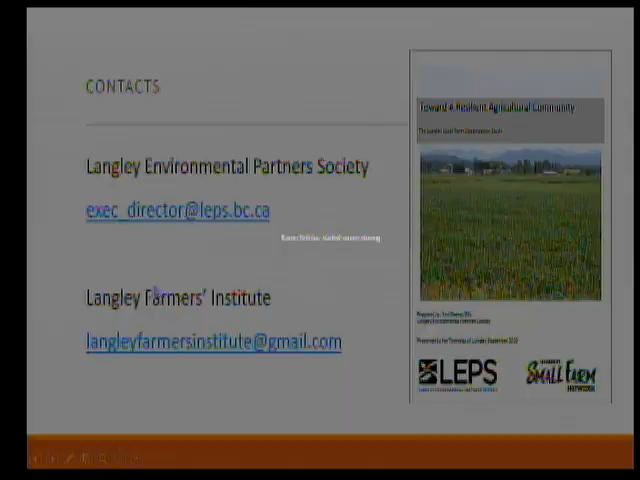 CONTACTS
Langley Environmental Partners Society
exec_director@leps.bc.ca
Langley Farmers' Institute
langleyfarmersinstitute@gmail.com
Toward A Resilient Agricultural Community
LEPS
SMALL FARM
NETWORK